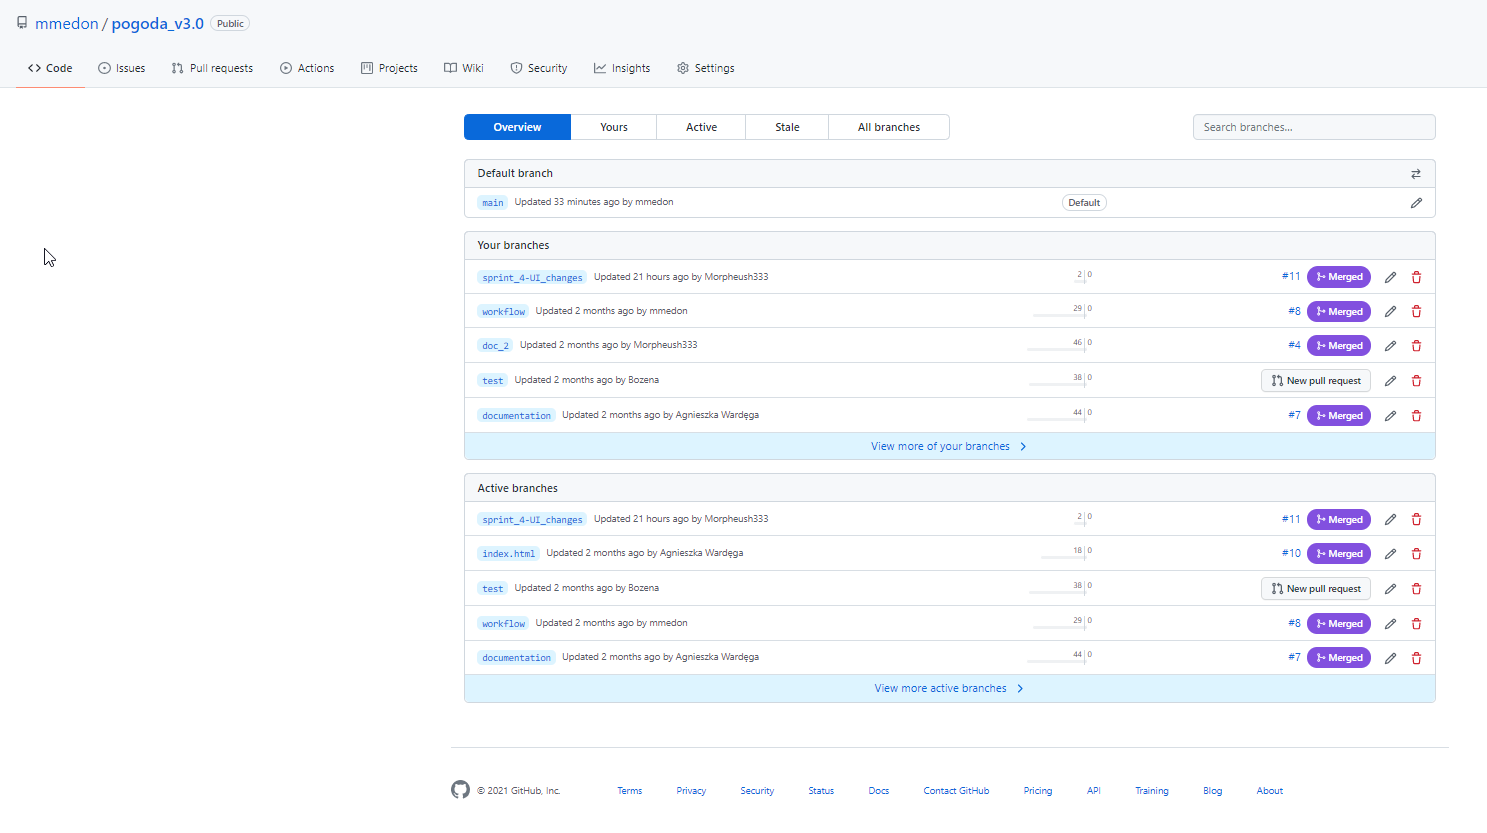 mmedon / pogoda_v3.0 Public
Code Issues Pull requests Actions Projects Wiki Security Insights Settings
Overview Yours Active Stale All branches Search branches...
Default branch
main Updated 33 minutes ago by mmedon Default
Your branches
sprint_4-UI_changes Updated 21 hours ago by Morpheush333 2 0 #11 Merged
workflow Updated 2 months ago by mmedon 29 0 #8 Merged
doc_2 Updated 2 months ago by Morpheush333 46 0 #4 Merged
test Updated 2 months ago by Bozena 38 0 New pull request
documentation Updated 2 months ago by Agnieszka Wardęga 44 0 #7 Merged
View more of your branches
Active branches
sprint_4-UI_changes Updated 21 hours ago by Morpheush333 2 0 #11 Merged
index.html Updated 2 months ago by Agnieszka Wardęga 18 0 #10 Merged
test Updated 2 months ago by Bozena 38 0 New pull request
workflow Updated 2 months ago by mmedon 29 0 #8 Merged
documentation Updated 2 months ago by Agnieszka Wardęga 44 0 #7 Merged
View more active branches
© 2021 GitHub, Inc. Terms Privacy Security Status Docs Contact GitHub Pricing API Training Blog About